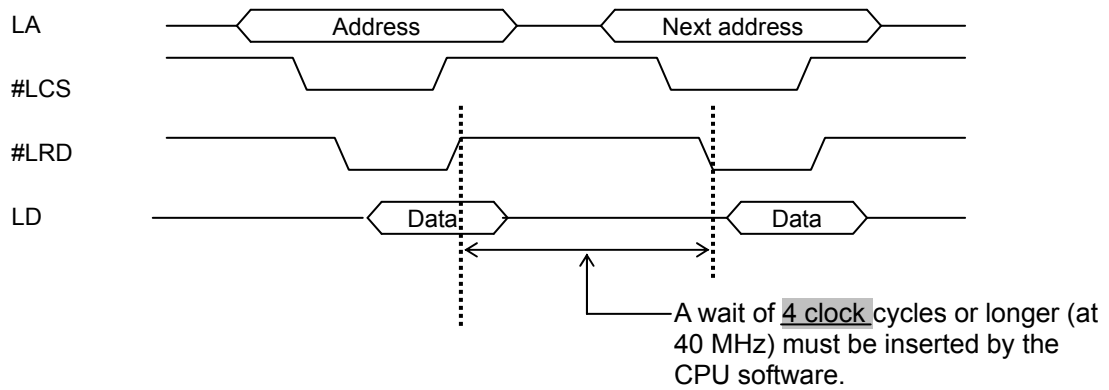 LA
Address
Next address
#LCS
#LRD
LD
Data
Data
A wait of 4 clock cycles or longer (at
40 MHz) must be inserted by the
CPU software.